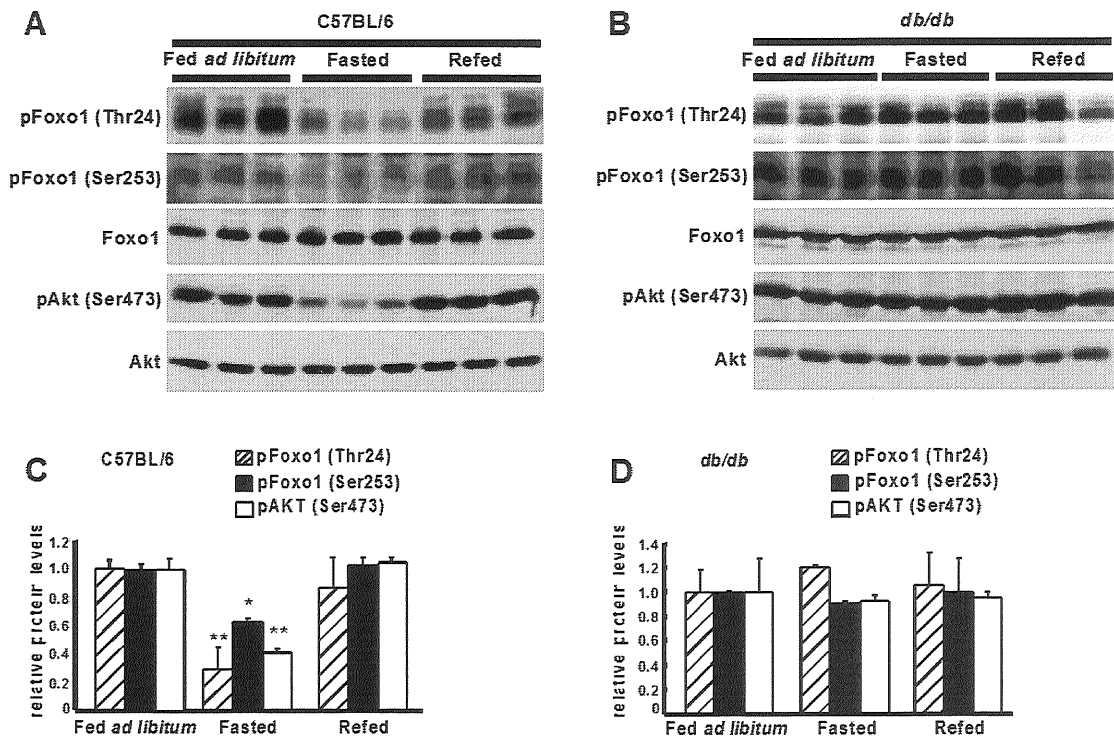 A
C57BL/6
Fed ad libitum Fasted Refed
pFoxo1 (Thr24)
pFoxo1 (Ser253)
Foxo1
pAkt (Ser473)
Akt
B
db/db
Fed ad libitum Fasted Refed
pFoxo1 (Thr24)
pFoxo1 (Ser253)
Foxo1
pAkt (Ser473)
Akt
C
C57BL/6
pFoxo1 (Thr24)
pFoxo1 (Ser253)
pAKT (Ser473)
relative protein levels
1.2
1.0
0.8
0.6
0.4
0.2
0
** * **
Fed ad libitum Fasted Refed
D
db/db
pFoxo1 (Thr24)
pFoxo1 (Ser253)
pAKT (Ser473)
relative protein levels
1.4
1.2
1.0
0.8
0.6
0.4
0.2
0
Fed ad libitum Fasted Refed